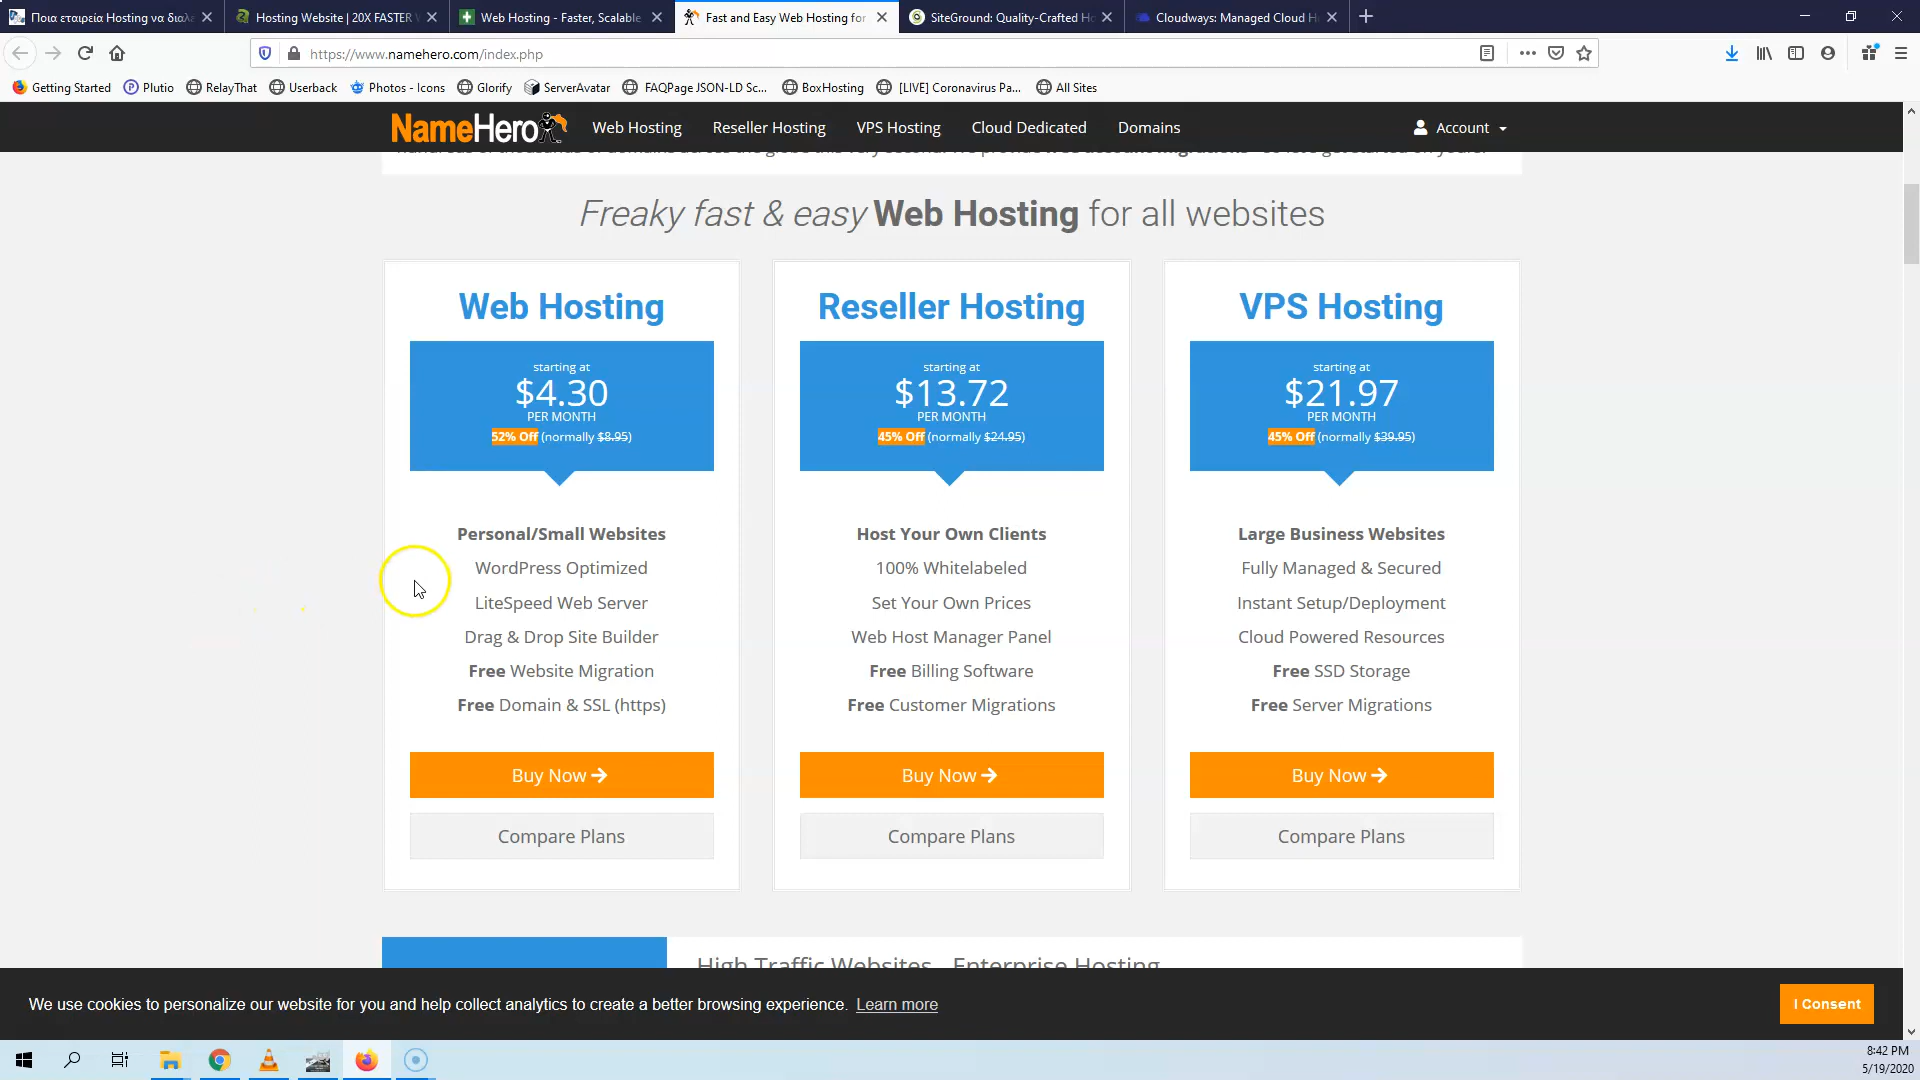 Ποια εταιρεία Hosting να διαλ
Hosting Website | 20X FASTER
Web Hosting - Faster, Scalable
Fast and Easy Web Hosting for
SiteGround: Quality-Crafted Ho
Cloudways: Managed Cloud H
https://www.namehero.com/index.php
Getting Started
Plutio
RelayThat
Userback
Photos - Icons
Glorify
ServerAvatar
FAQPage JSON-LD Sc...
BoxHosting
[LIVE] Coronavirus Pa...
All Sites
NameHero
Web Hosting
Reseller Hosting
VPS Hosting
Cloud Dedicated
Domains
Account
Freaky fast & easy Web Hosting for all websites
Web Hosting
starting at
$4.30
PER MONTH
52% Off (normally $8.95)
Personal/Small Websites
WordPress Optimized
LiteSpeed Web Server
Drag & Drop Site Builder
Free Website Migration
Free Domain & SSL (https)
Buy Now
Compare Plans
Reseller Hosting
starting at
$13.72
PER MONTH
45% Off (normally $24.95)
Host Your Own Clients
100% Whitelabeled
Set Your Own Prices
Web Host Manager Panel
Free Billing Software
Free Customer Migrations
Buy Now
Compare Plans
VPS Hosting
starting at
$21.97
PER MONTH
45% Off (normally $39.95)
Large Business Websites
Fully Managed & Secured
Instant Setup/Deployment
Cloud Powered Resources
Free SSD Storage
Free Server Migrations
Buy Now
Compare Plans
High Traffic Websites - Enterprise Hosting
We use cookies to personalize our website for you and help collect analytics to create a better browsing experience. Learn more
I Consent
8:42 PM
5/19/2020